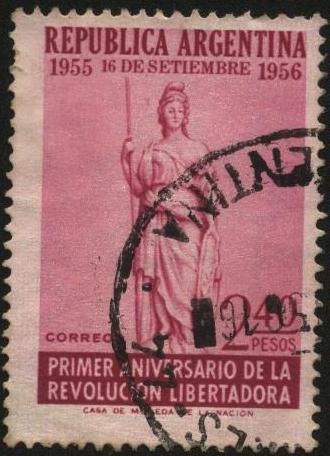 REPUBLICA ARGENTINA
1955 16 DE SETIEMBRE 1956
CORREO
2.40
PESOS
PRIMER ANIVERSARIO DE LA
REVOLUCION LIBERTADORA
CASA DE MONEDA DE LA NACION